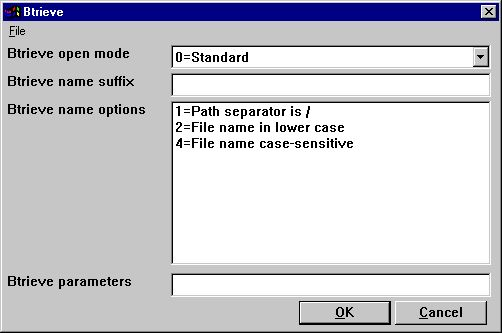 Btrieve
File
Btrieve open mode 0=Standard
Btrieve name suffix
Btrieve name options 1=Path separator is /
2=File name in lower case
4=File name case-sensitive
Btrieve parameters
OK Cancel